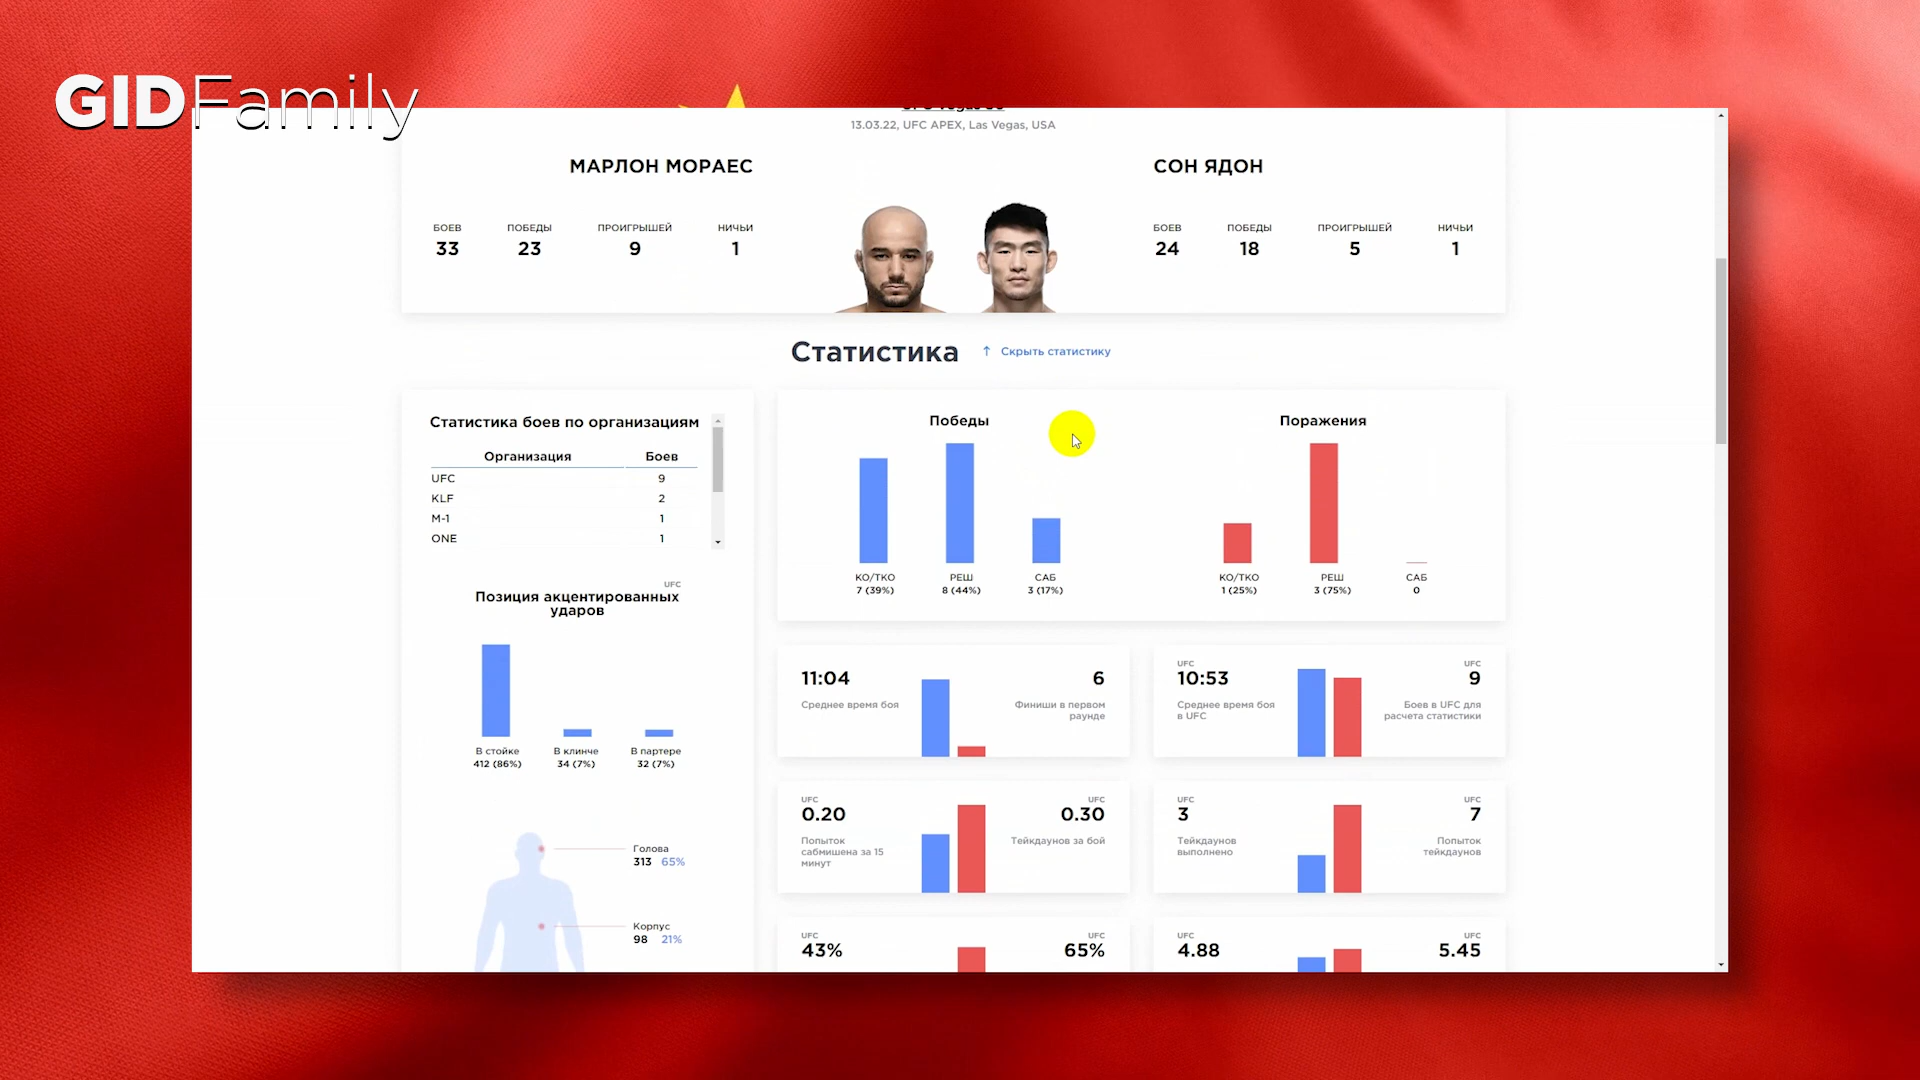 GIDFamily
13.03.22, UFC APEX, Las Vegas, USA
МАРЛОН МОРАЕС
СОН ЯДОН
БОЕВ ПОБЕДЫ ПРОИГРЫШЕЙ НИЧЬИ
33 23 9 1
БОЕВ ПОБЕДЫ ПРОИГРЫШЕЙ НИЧЬИ
24 18 5 1
Статистика ↑ Скрыть статистику
Статистика боев по организациям
Организация Боев
UFC 9
KLF 2
M-1 1
ONE 1
UFC
Позиция акцентированных
ударов
В стойке В клинче В партере
412 (86%) 34 (7%) 32 (7%)
Голова
313 65%
Корпус
98 21%
Победы
КО/ТКО РЕШ САБ
7 (39%) 8 (44%) 3 (17%)
Поражения
КО/ТКО РЕШ САБ
1 (25%) 3 (75%) 0
11:04
Среднее время боя
6
Финиши в первом
раунде
UFC
10:53
Среднее время боя
в UFC
UFC
9
Боев в UFC для
расчета статистики
UFC
0.20
Попыток
сабмишена за 15
минут
UFC
0.30
Тейкдаунов за бой
UFC
3
Тейкдаунов
выполнено
UFC
7
Попыток
тейкдаунов
UFC
43%
UFC
65%
UFC
4.88
UFC
5.45